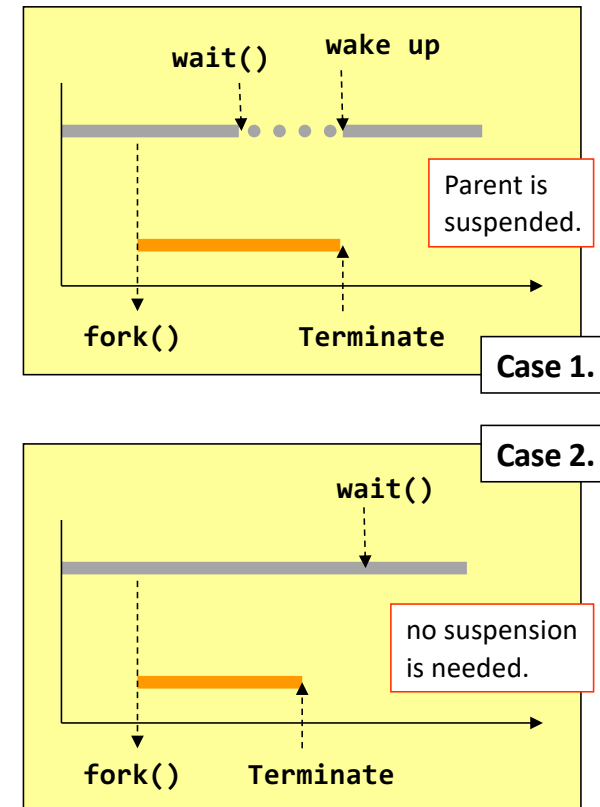 wait()
wake up
Parent is
suspended.
fork()
Terminate
Case 1.
Case 2.
wait()
no suspension
is needed.
fork()
Terminate